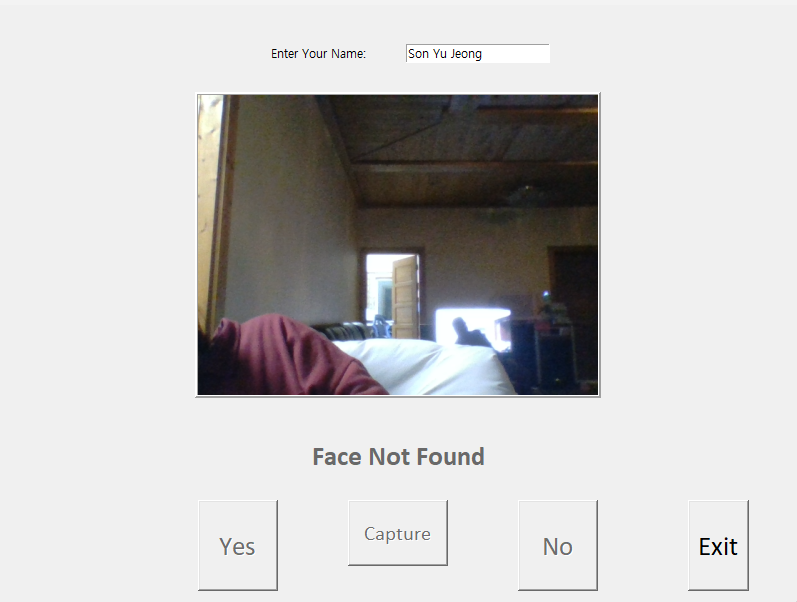 Enter Your Name: Son Yu Jeong
Face Not Found
Yes Capture No Exit